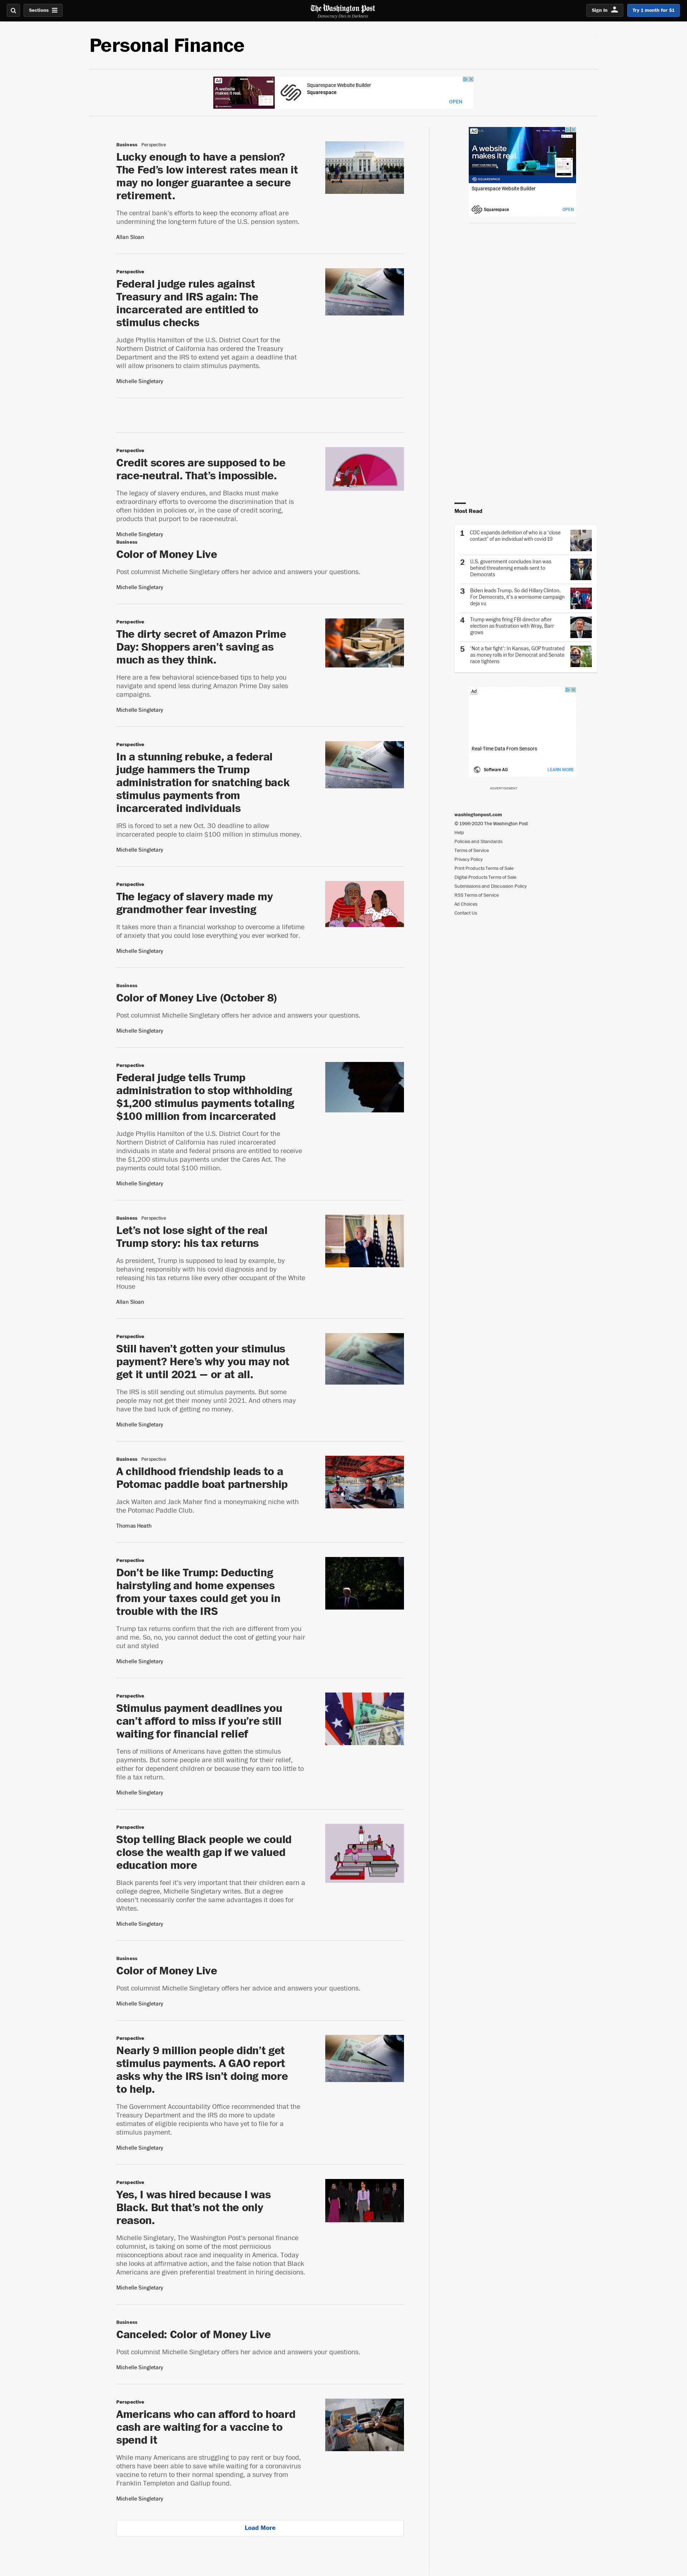 Sections
The Washington Post
Democracy Dies in Darkness
Sign In
Try 1 month for $1
Personal Finance
Ad
A website
makes it real.
Squarespace Website Builder
Squarespace
OPEN
Business Perspective
Lucky enough to have a pension?
The Fed’s low interest rates mean it
may no longer guarantee a secure
retirement.
The central bank’s efforts to keep the economy afloat are
undermining the long-term future of the U.S. pension system.
Allan Sloan
Perspective
Federal judge rules against
Treasury and IRS again: The
incarcerated are entitled to
stimulus checks
Judge Phyllis Hamilton of the U.S. District Court for the
Northern District of California has ordered the Treasury
Department and the IRS to extend yet again a deadline that
will allow prisoners to claim stimulus payments.
Michelle Singletary
Perspective
Credit scores are supposed to be
race-neutral. That’s impossible.
The legacy of slavery endures, and Blacks must make
extraordinary efforts to overcome the discrimination that is
often hidden in policies or, in the case of credit scoring,
products that purport to be race-neutral.
Michelle Singletary
Business
Color of Money Live
Post columnist Michelle Singletary offers her advice and answers your questions.
Michelle Singletary
Perspective
The dirty secret of Amazon Prime
Day: Shoppers aren’t saving as
much as they think.
Here are a few behavioral science-based tips to help you
navigate and spend less during Amazon Prime Day sales
campaigns.
Michelle Singletary
Perspective
In a stunning rebuke, a federal
judge hammers the Trump
administration for snatching back
stimulus payments from
incarcerated individuals
IRS is forced to set a new Oct. 30 deadline to allow
incarcerated people to claim $100 million in stimulus money.
Michelle Singletary
Perspective
The legacy of slavery made my
grandmother fear investing
It takes more than a financial workshop to overcome a lifetime
of anxiety that you could lose everything you ever worked for.
Michelle Singletary
Business
Color of Money Live (October 8)
Post columnist Michelle Singletary offers her advice and answers your questions.
Michelle Singletary
Perspective
Federal judge tells Trump
administration to stop withholding
$1,200 stimulus payments totaling
$100 million from incarcerated
Judge Phyllis Hamilton of the U.S. District Court for the
Northern District of California has ruled incarcerated
individuals in state and federal prisons are entitled to receive
the $1,200 stimulus payments under the Cares Act. The
payments could total $100 million.
Michelle Singletary
Business Perspective
Let’s not lose sight of the real
Trump story: his tax returns
As president, Trump is supposed to lead by example, by
behaving responsibly with his covid diagnosis and by
releasing his tax returns like every other occupant of the White
House
Allan Sloan
Perspective
Still haven’t gotten your stimulus
payment? Here’s why you may not
get it until 2021 — or at all.
The IRS is still sending out stimulus payments. But some
people may not get their money until 2021. And others may
have the bad luck of getting no money.
Michelle Singletary
Business Perspective
A childhood friendship leads to a
Potomac paddle boat partnership
Jack Walten and Jack Maher find a moneymaking niche with
the Potomac Paddle Club.
Thomas Heath
Perspective
Don’t be like Trump: Deducting
hairstyling and home expenses
from your taxes could get you in
trouble with the IRS
Trump tax returns confirm that the rich are different from you
and me. So, no, you cannot deduct the cost of getting your hair
cut and styled
Michelle Singletary
Perspective
Stimulus payment deadlines you
can’t afford to miss if you’re still
waiting for financial relief
Tens of millions of Americans have gotten the stimulus
payments. But some people are still waiting for their relief,
either for dependent children or because they earn too little to
file a tax return.
Michelle Singletary
Perspective
Stop telling Black people we could
close the wealth gap if we valued
education more
Black parents feel it’s very important that their children earn a
college degree, Michelle Singletary writes. But a degree
doesn’t necessarily confer the same advantages it does for
Whites.
Michelle Singletary
Business
Color of Money Live
Post columnist Michelle Singletary offers her advice and answers your questions.
Michelle Singletary
Perspective
Nearly 9 million people didn’t get
stimulus payments. A GAO report
asks why the IRS isn’t doing more
to help.
The Government Accountability Office recommended that the
Treasury Department and the IRS do more to update
estimates of eligible recipients who have yet to file for a
stimulus payment.
Michelle Singletary
Perspective
Yes, I was hired because I was
Black. But that’s not the only
reason.
Michelle Singletary, The Washington Post’s personal finance
columnist, is taking on some of the most pernicious
misconceptions about race and inequality in America. Today
she looks at affirmative action, and the false notion that Black
Americans are given preferential treatment in hiring decisions.
Michelle Singletary
Business
Canceled: Color of Money Live
Post columnist Michelle Singletary offers her advice and answers your questions.
Michelle Singletary
Perspective
Americans who can afford to hoard
cash are waiting for a vaccine to
spend it
While many Americans are struggling to pay rent or buy food,
others have been able to save while waiting for a coronavirus
vaccine to return to their normal spending, a survey from
Franklin Templeton and Gallup found.
Michelle Singletary
Load More
Ad
A website
makes it real.
SQUARESPACE
Squarespace Website Builder
Squarespace
OPEN
Most Read
1 CDC expands definition of who is a ‘close
contact’ of an individual with covid-19
2 U.S. government concludes Iran was
behind threatening emails sent to
Democrats
3 Biden leads Trump. So did Hillary Clinton.
For Democrats, it’s a worrisome campaign
deja vu
4 Trump weighs firing FBI director after
election as frustration with Wray, Barr
grows
5 ‘Not a fair fight’: In Kansas, GOP frustrated
as money rolls in for Democrat and Senate
race tightens
Ad
Real-Time Data From Sensors
Software AG
LEARN MORE
ADVERTISEMENT
washingtonpost.com
© 1996-2020 The Washington Post
Help
Policies and Standards
Terms of Service
Privacy Policy
Print Products Terms of Sale
Digital Products Terms of Sale
Submissions and Discussion Policy
RSS Terms of Service
Ad Choices
Contact Us